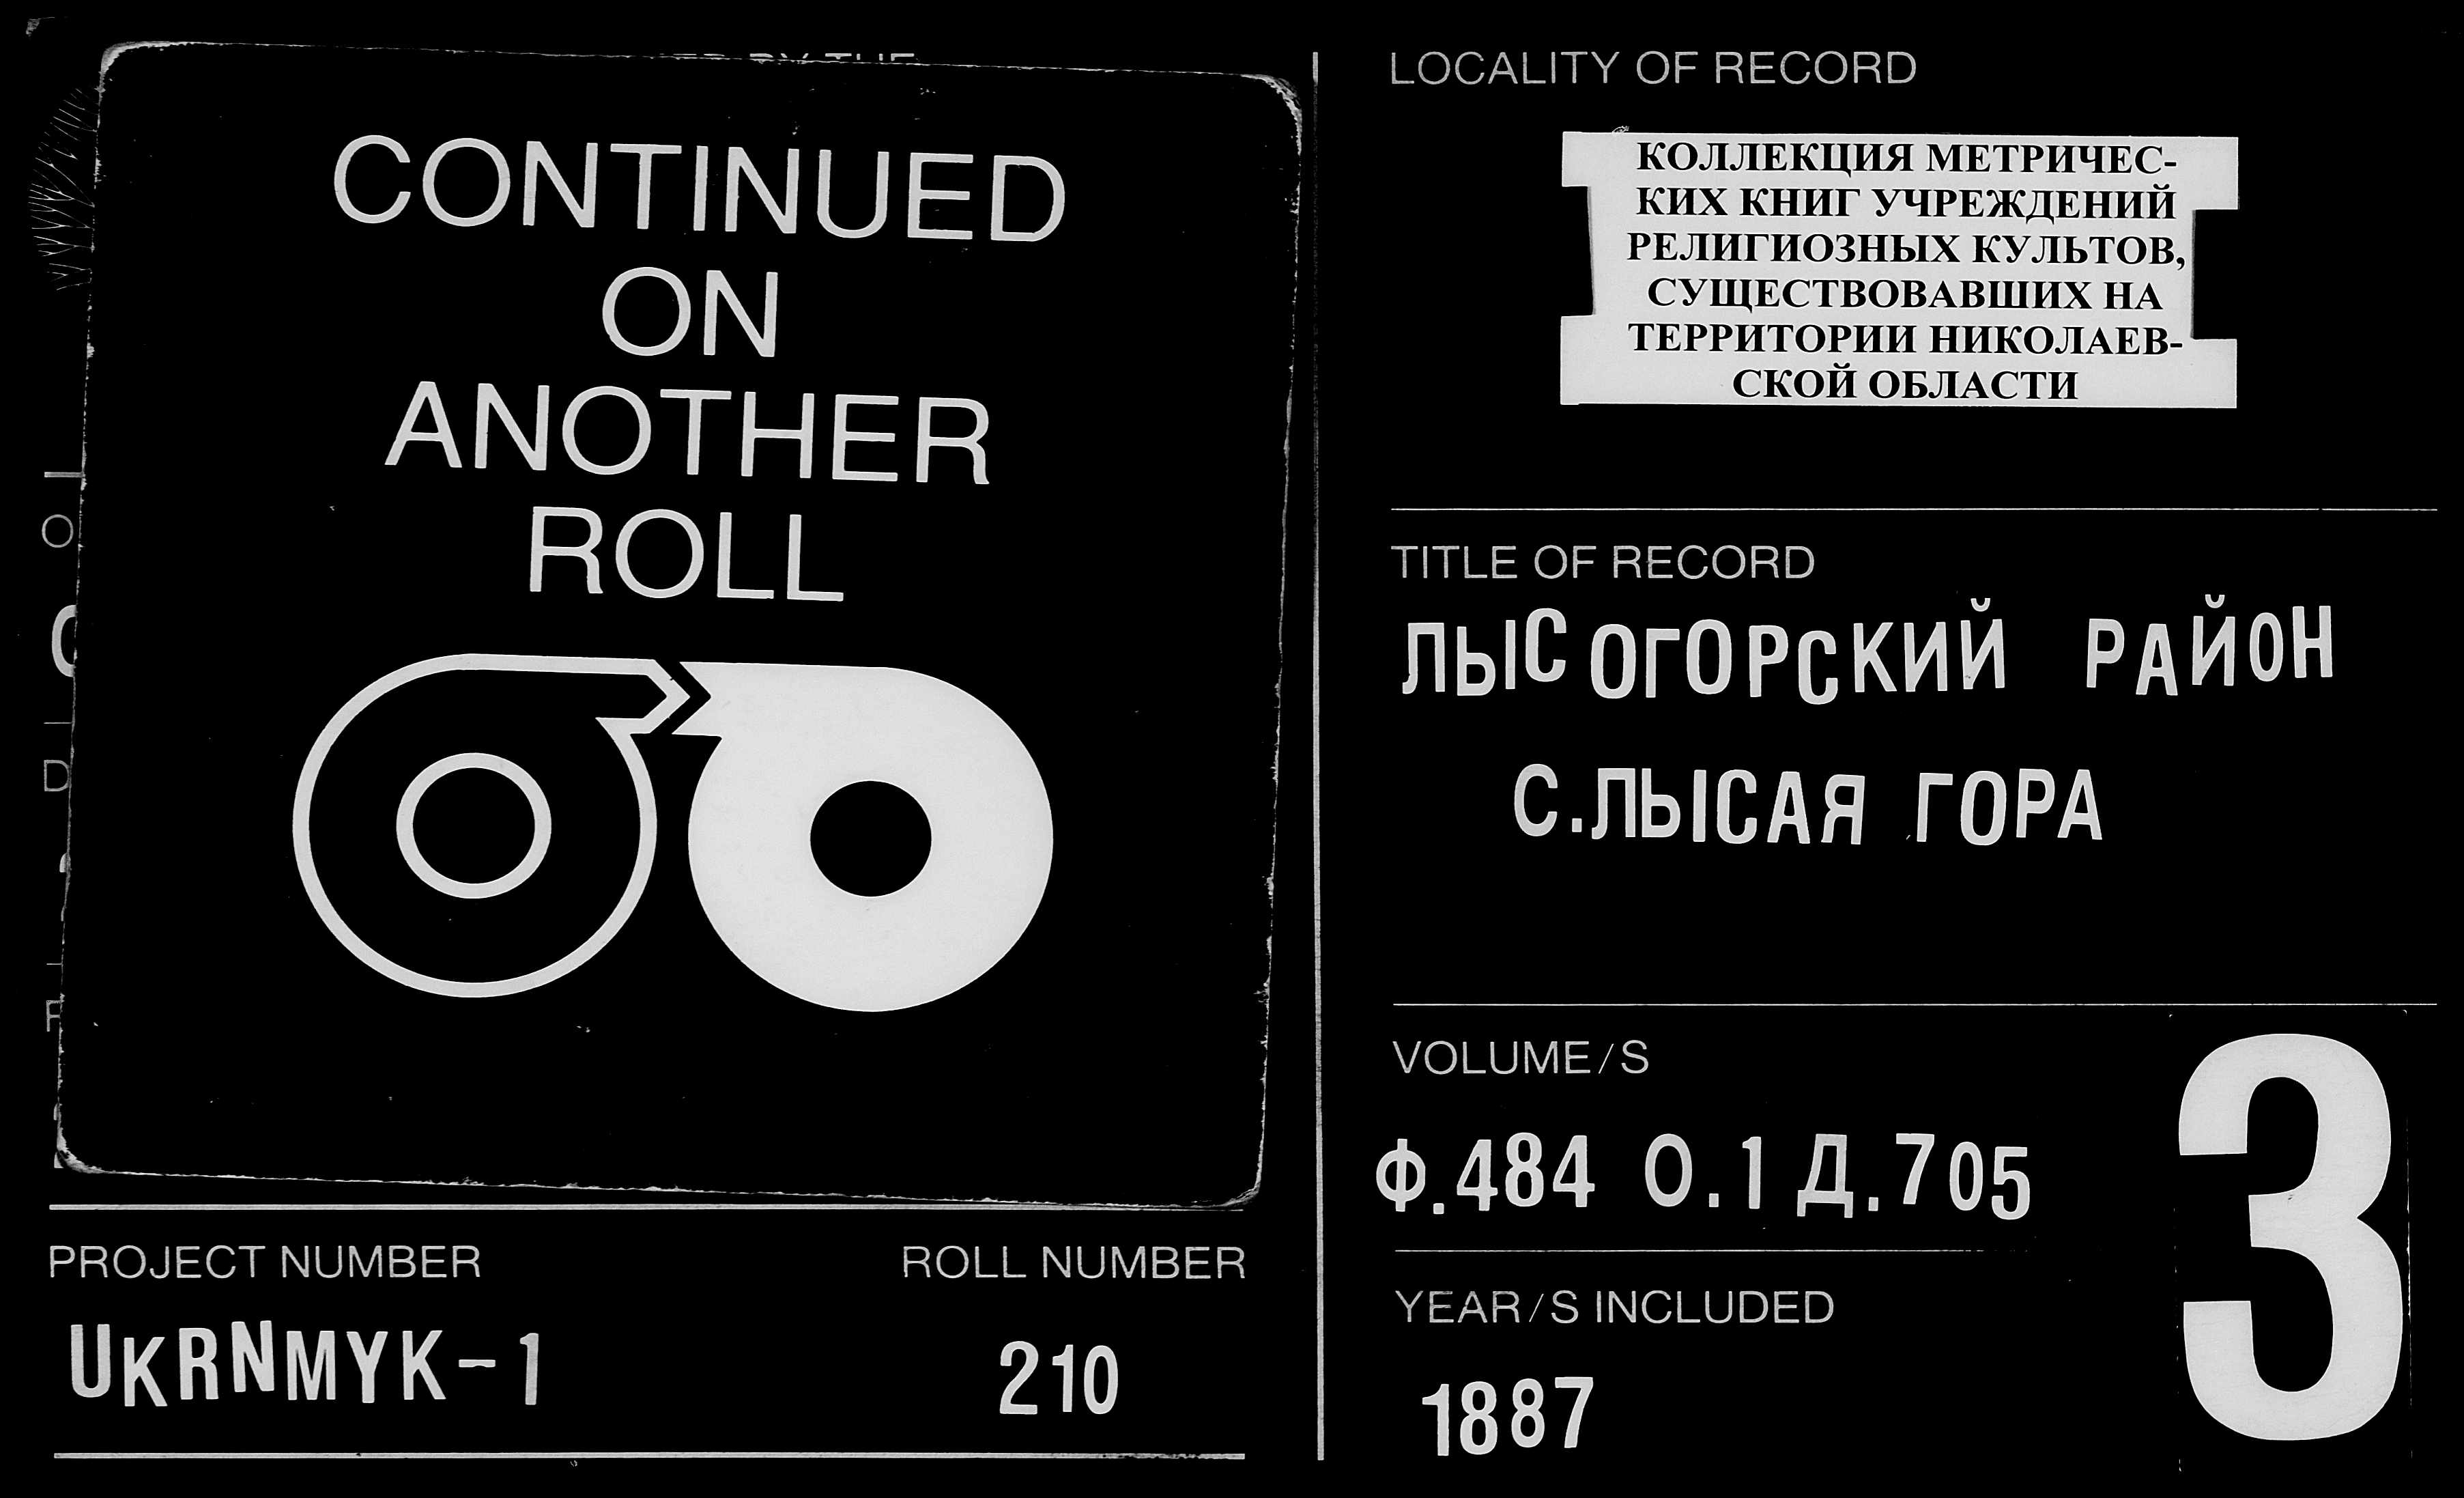 CONTINUED
ON
ANOTHER
ROLL
PROJECT NUMBER
UKRNMYK-1
ROLL NUMBER
210
LOCALITY OF RECORD
КОЛЛЕКЦИЯ МЕТРИЧЕС-
КИХ КНИГ УЧРЕЖДЕНИЙ
РЕЛИГИОЗНЫХ КУЛЬТОВ,
СУЩЕСТВОВАВШИХ НА
ТЕРРИТОРИИ НИКОЛАЕВ-
СКОЙ ОБЛАСТИ
TITLE OF RECORD
ЛЫСОГОРСКИЙ РАЙОН
С.ЛЫСАЯ ГОРА
VOLUME/S
Ф.484 О.1 Д.705
YEAR/S INCLUDED
1887
3